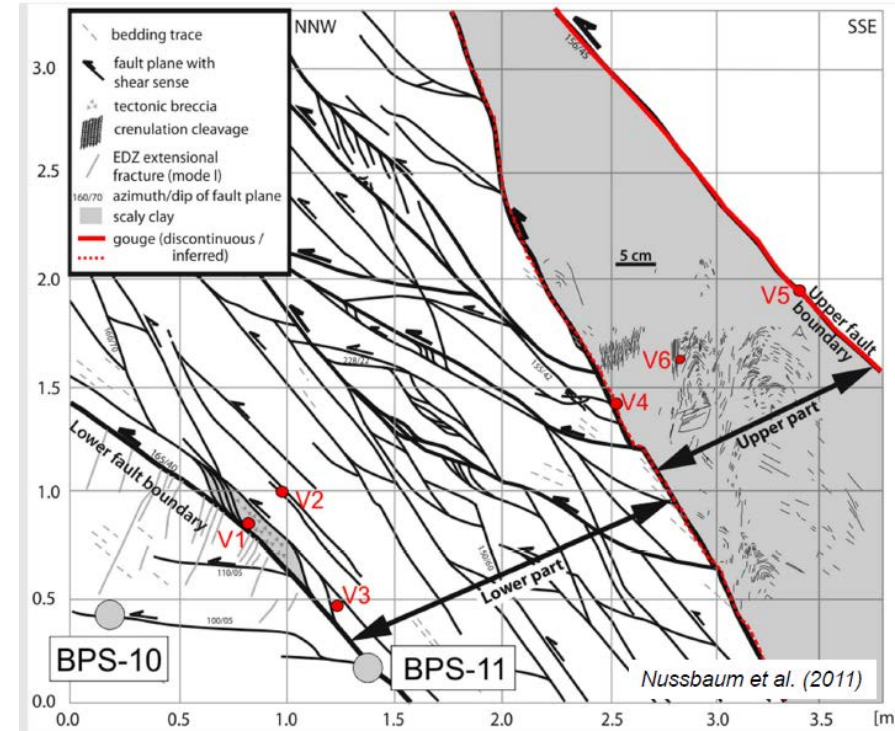 NNW
SSE
bedding trace
fault plane with
shear sense
tectonic breccia
crenulation cleavage
EDZ extensional
fracture (mode I)
160/70 azimuth/dip of fault plane
scaly clay
gouge (discontinuous /
inferred)
156/45
3.0
2.5
2.0
1.5
1.0
0.5
0.0
5 cm
V5
Upper fault
boundary
V6
V4
Upper part
160/70
228/22
155/42
165/40
Lower fault boundary
V2
V1
V3
110/05
150/60
Lower part
100/05
BPS-10
BPS-11
Nussbaum et al. (2011)
0.0 0.5 1.0 1.5 2.0 2.5 3.0 3.5 [m